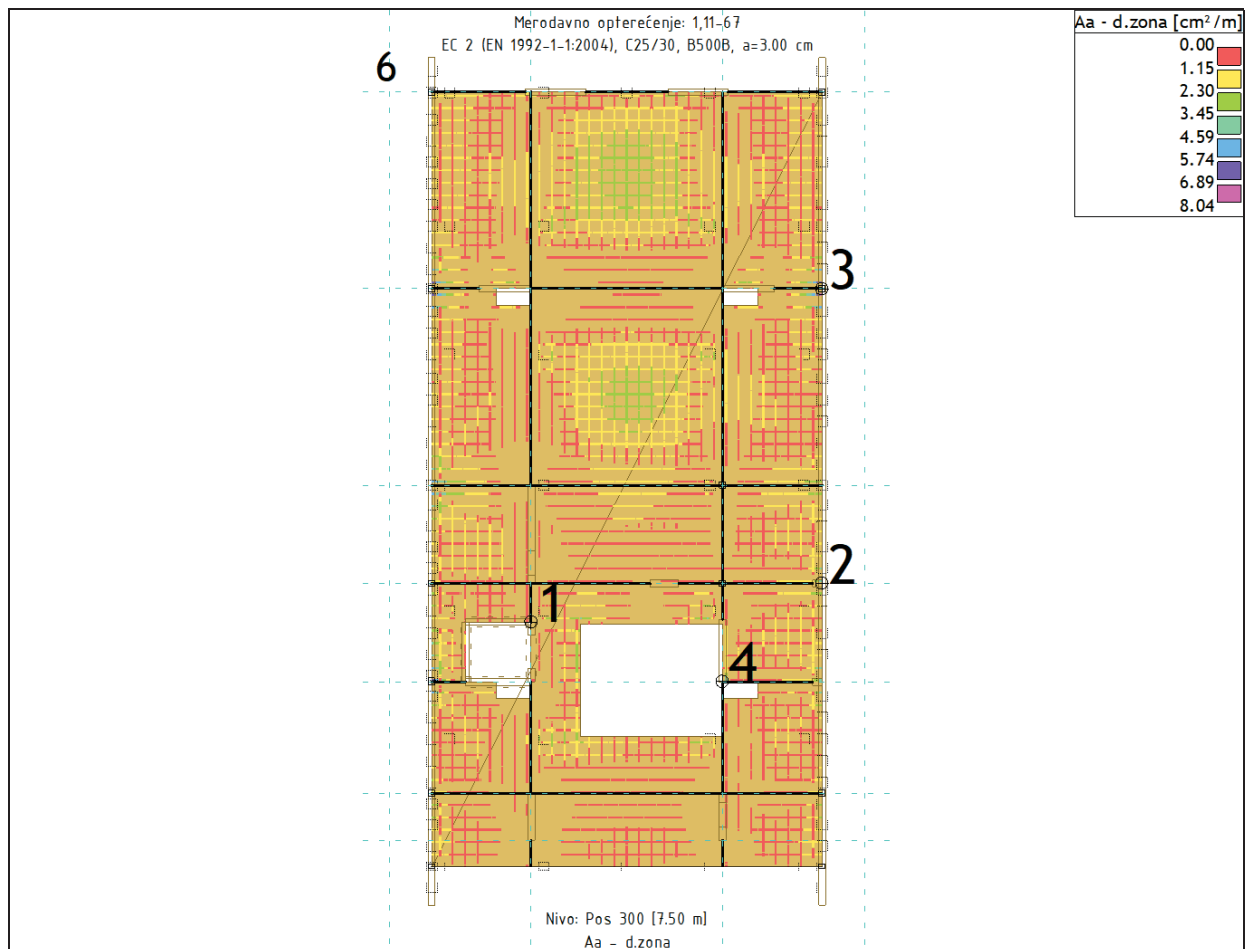 Merodavno opterećenje: 1,11-67
EC 2 (EN 1992-1-1:2004), C25/30, B500B, a=3.00 cm
Aa - d.zona [cm²/m]
0.00
1.15
2.30
3.45
4.59
5.74
6.89
8.04
6
3
2
1
4
Nivo: Pos 300 [7.50 m]
Aa - d.zona